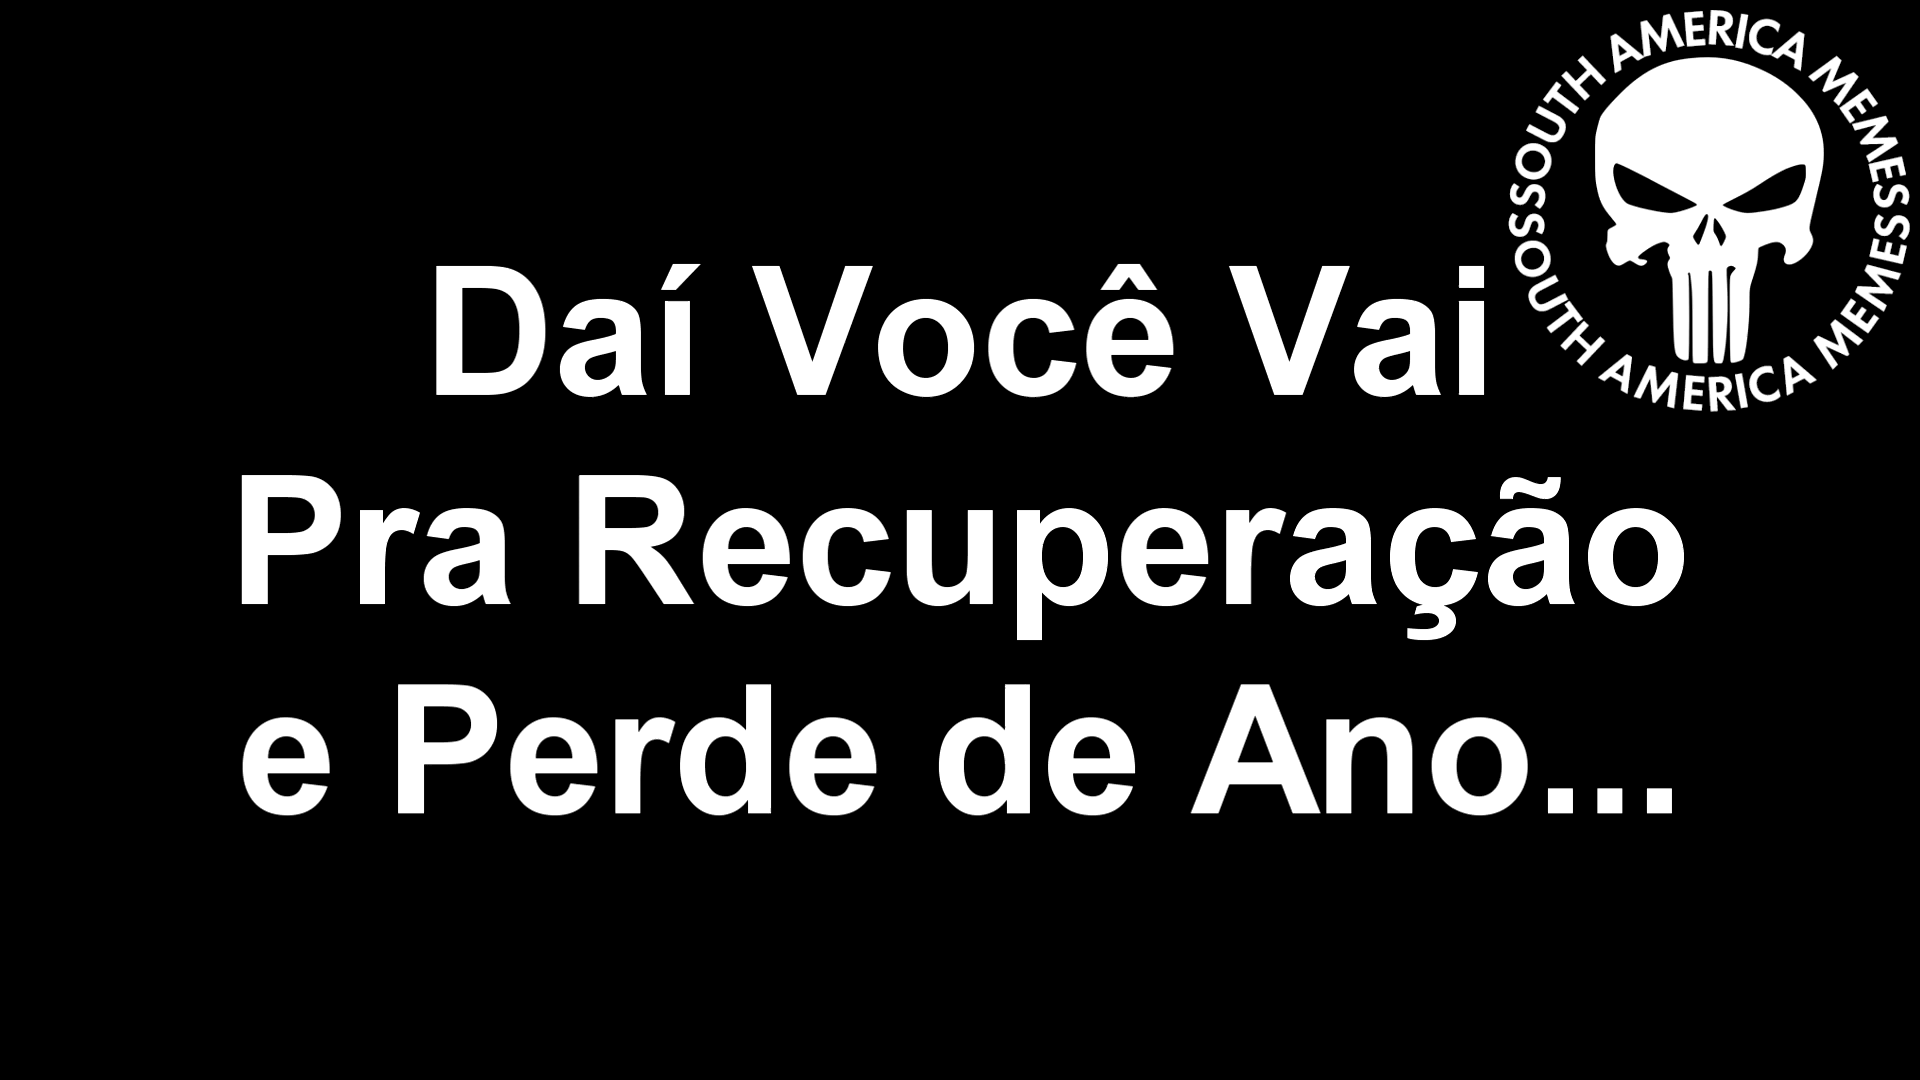 SOUTH AMERICA MEMES
Daí Você Vai
Pra Recuperação
e Perde de Ano...
SOUTH AMERICA MEMES